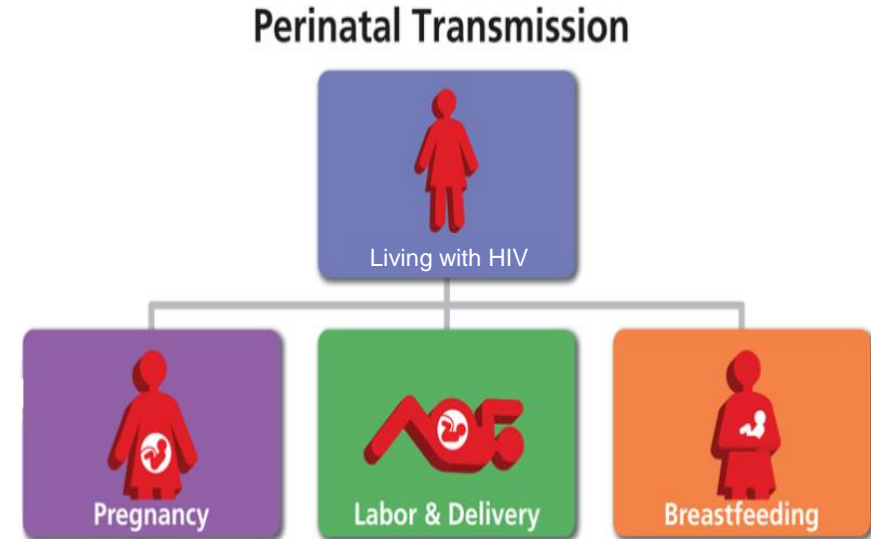 Perinatal Transmission
Living with HIV
Pregnancy
Labor & Delivery
Breastfeeding